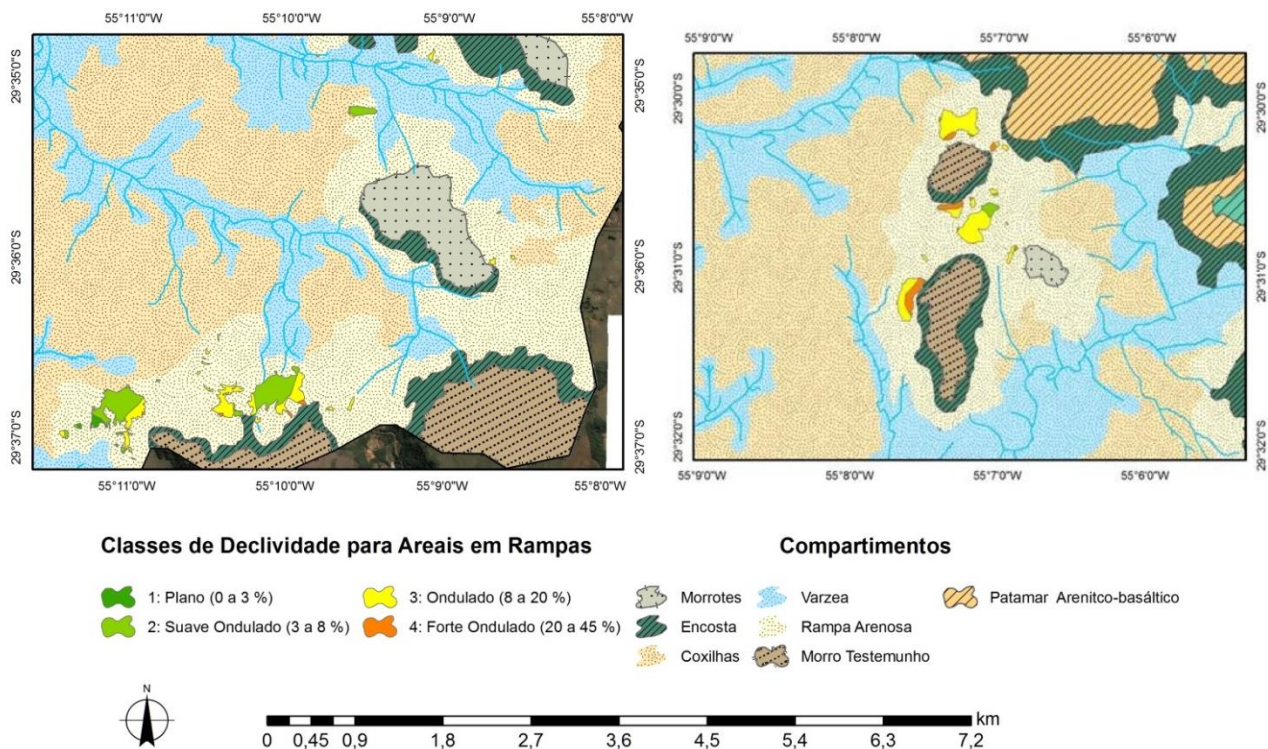 55°11'0"W 55°10'0"W 55°9'0"W 55°8'0"W
29°35'0"S 29°35'0"S
29°36'0"S 29°36'0"S
29°37'0"S 29°37'0"S
55°11'0"W 55°10'0"W 55°9'0"W 55°8'0"W
55°9'0"W 55°8'0"W 55°7'0"W 55°6'0"W
29°30'0"S 29°30'0"S
29°31'0"S 29°31'0"S
29°32'0"S 29°32'0"S
55°9'0"W 55°8'0"W 55°7'0"W 55°6'0"W
Classes de Declividade para Areais em Rampas
1: Plano (0 a 3 %) 3: Ondulado (8 a 20 %)
2: Suave Ondulado (3 a 8 %) 4: Forte Ondulado (20 a 45 %)
Compartimentos
Morrotes Varzea Patamar Arenitco-basáltico
Encosta Rampa Arenosa
Coxilhas Morro Testemunho
N
km
0 0,45 0,9 1,8 2,7 3,6 4,5 5,4 6,3 7,2